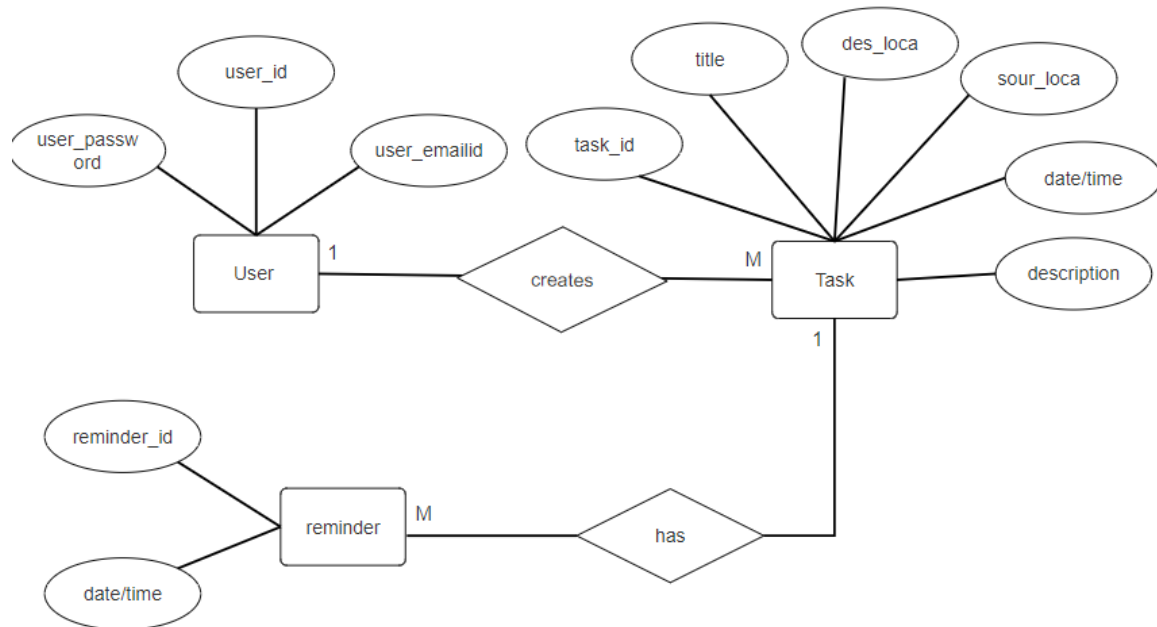 des_loca
title
user_id
sour_loca
user_passw
ord
user_emailid
task_id
date/time
1
M
User
creates
Task
description
1
reminder_id
M
reminder
has
date/time